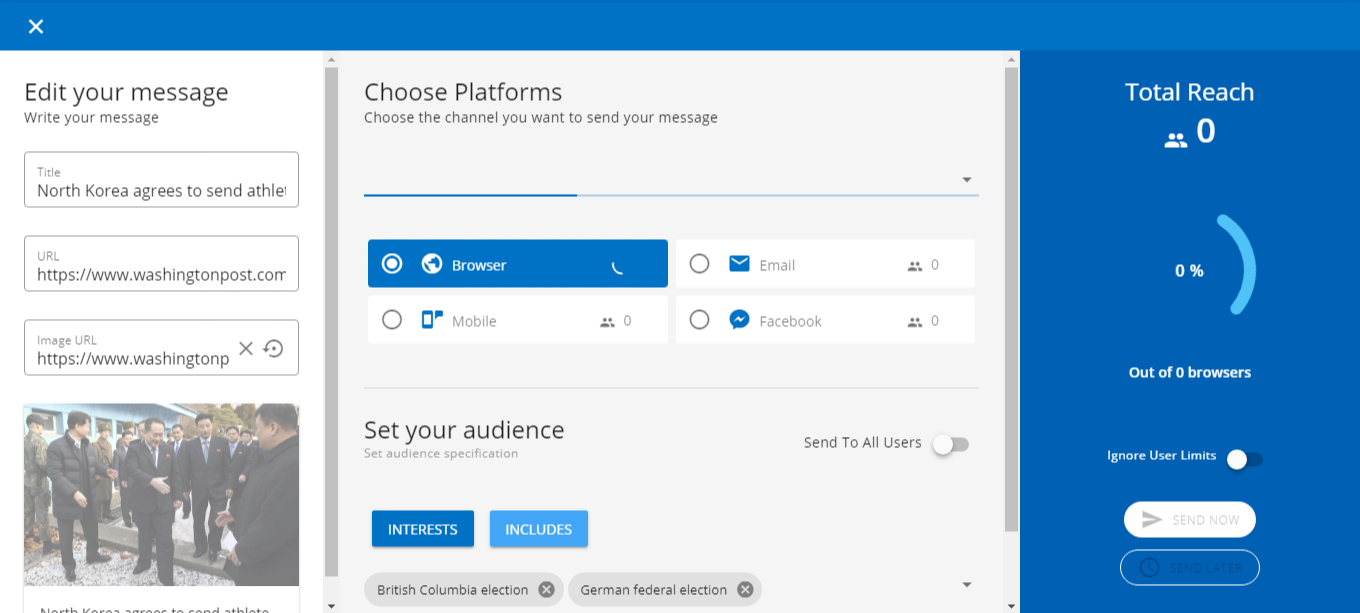 Edit your message
Write your message
Title
North Korea agrees to send athlet
URL
https://www.washingtonpost.com
Image URL
https://www.washingtonp
North Korea agrees to send athlete
Choose Platforms
Choose the channel you want to send your message
Browser
Email
0
Mobile
0
Facebook
0
Set your audience
Set audience specification
Send To All Users
INTERESTS
INCLUDES
British Columbia election
German federal election
Total Reach
0
0 %
Out of 0 browsers
Ignore User Limits
SEND NOW
SEND LATER